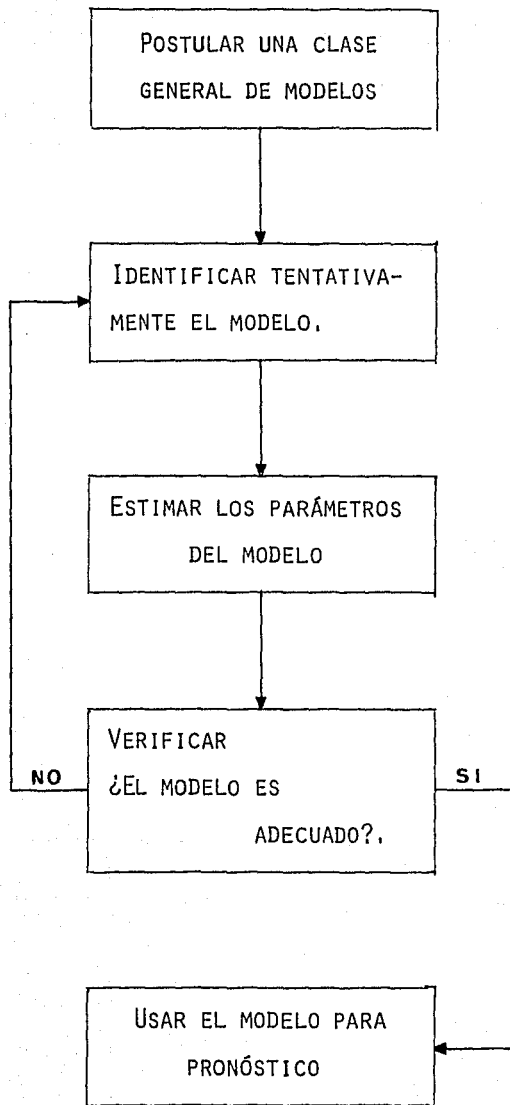 POSTULAR UNA CLASE
GENERAL DE MODELOS
IDENTIFICAR TENTATIVA-
MENTE EL MODELO.
ESTIMAR LOS PARÁMETROS
DEL MODELO
VERIFICAR
¿EL MODELO ES
ADECUADO?.
NO
SI
USAR EL MODELO PARA
PRONÓSTICO